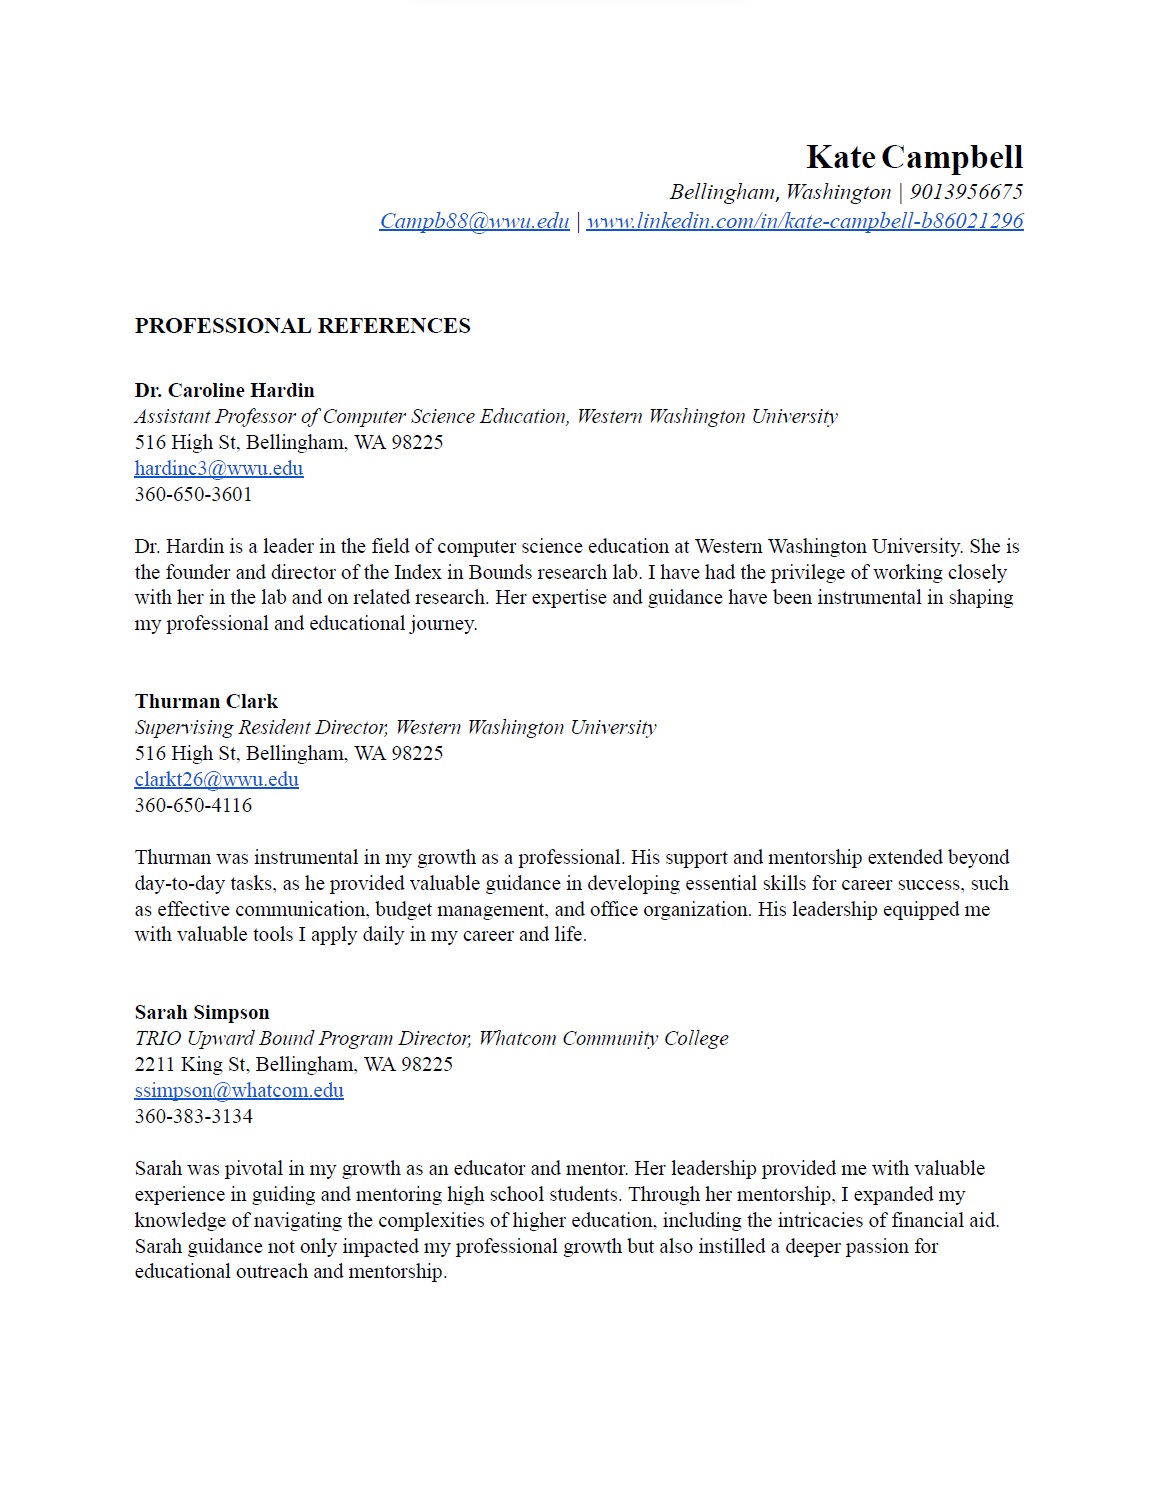 Kate Campbell
Bellingham, Washington | 9013956675
Campb88@wwu.edu | www.linkedin.com/in/kate-campbell-b86021296
PROFESSIONAL REFERENCES
Dr. Caroline Hardin
Assistant Professor of Computer Science Education, Western Washington University
516 High St, Bellingham, WA 98225
hardinc3@wwu.edu
360-650-3601
Dr. Hardin is a leader in the field of computer science education at Western Washington University. She is
the founder and director of the Index in Bounds research lab. I have had the privilege of working closely
with her in the lab and on related research. Her expertise and guidance have been instrumental in shaping
my professional and educational journey.
Thurman Clark
Supervising Resident Director, Western Washington University
516 High St, Bellingham, WA 98225
clarkt26@wwu.edu
360-650-4116
Thurman was instrumental in my growth as a professional. His support and mentorship extended beyond
day-to-day tasks, as he provided valuable guidance in developing essential skills for career success, such
as effective communication, budget management, and office organization. His leadership equipped me
with valuable tools I apply daily in my career and life.
Sarah Simpson
TRIO Upward Bound Program Director, Whatcom Community College
2211 King St, Bellingham, WA 98225
ssimpson@whatcom.edu
360-383-3134
Sarah was pivotal in my growth as an educator and mentor. Her leadership provided me with valuable
experience in guiding and mentoring high school students. Through her mentorship, I expanded my
knowledge of navigating the complexities of higher education, including the intricacies of financial aid.
Sarah guidance not only impacted my professional growth but also instilled a deeper passion for
educational outreach and mentorship.